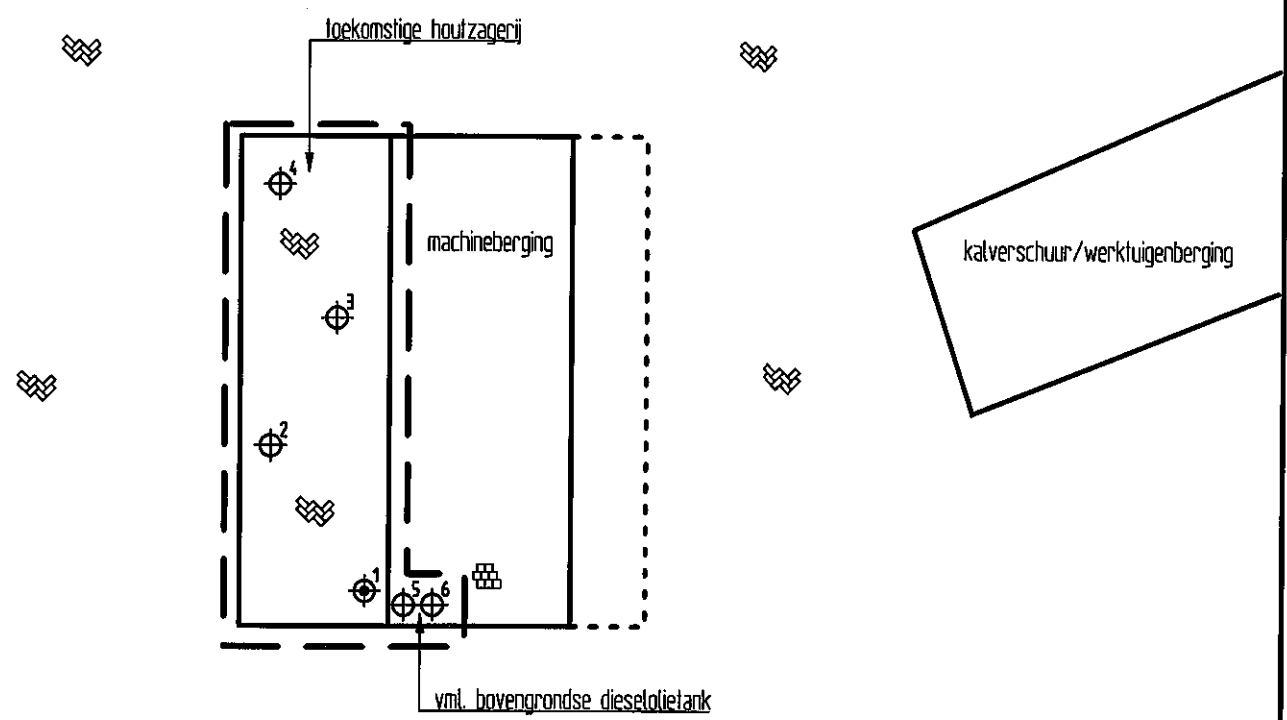 toekomstige houtzagerij
4
machineberging
kalverschuur/werktuigenberging
3
2
1
5
6
vml. bovengrondse dieselolietank